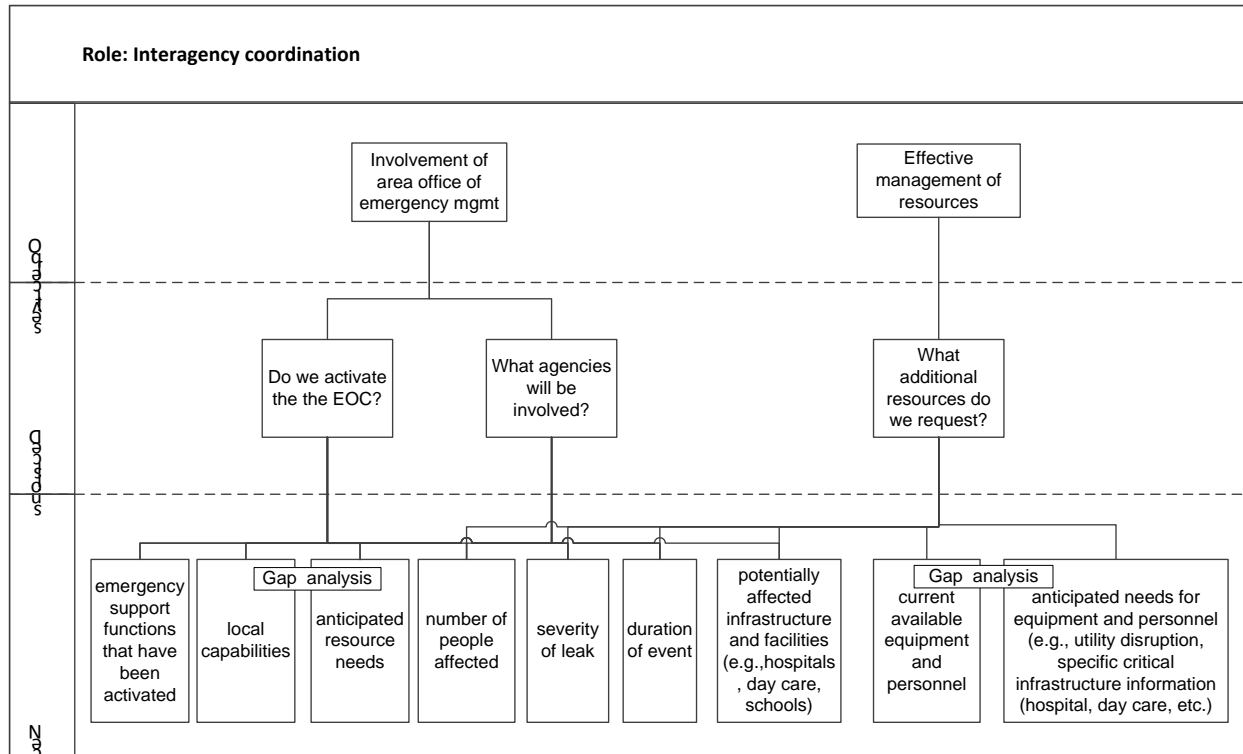 Role: Interagency coordination
Involvement of
area office of
emergency mgmt
Effective
management of
resources
Do we activate
the the EOC?
What agencies
will be
involved?
What
additional
resources do
we request?
emergency
support
functions
that have
been
activated
local
capabilities
Gap analysis
anticipated
resource
needs
number of
people
affected
severity
of leak
duration
of event
potentially
affected
infrastructure
and facilities
(e.g.,hospitals
, day care,
schools)
current
available
equipment
and
personnel
Gap analysis
anticipated needs for
equipment and personnel
(e.g., utility disruption,
specific critical
infrastructure information
(hospital, day care, etc.)